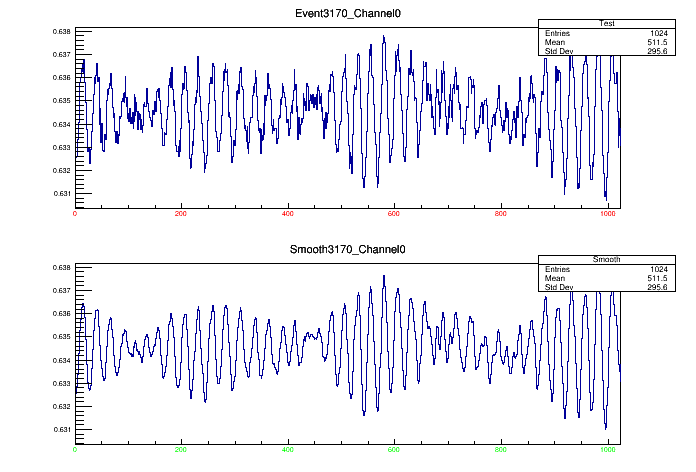 Event3170_Channel0
Test
Entries 1024
Mean 511.5
Std Dev 295.6
0.638
0.637
0.636
0.635
0.634
0.633
0.632
0.631
0 200 400 600 800 1000
Smooth3170_Channel0
Smooth
Entries 1024
Mean 511.5
Std Dev 295.6
0.638
0.637
0.636
0.635
0.634
0.633
0.632
0.631
0 200 400 600 800 1000